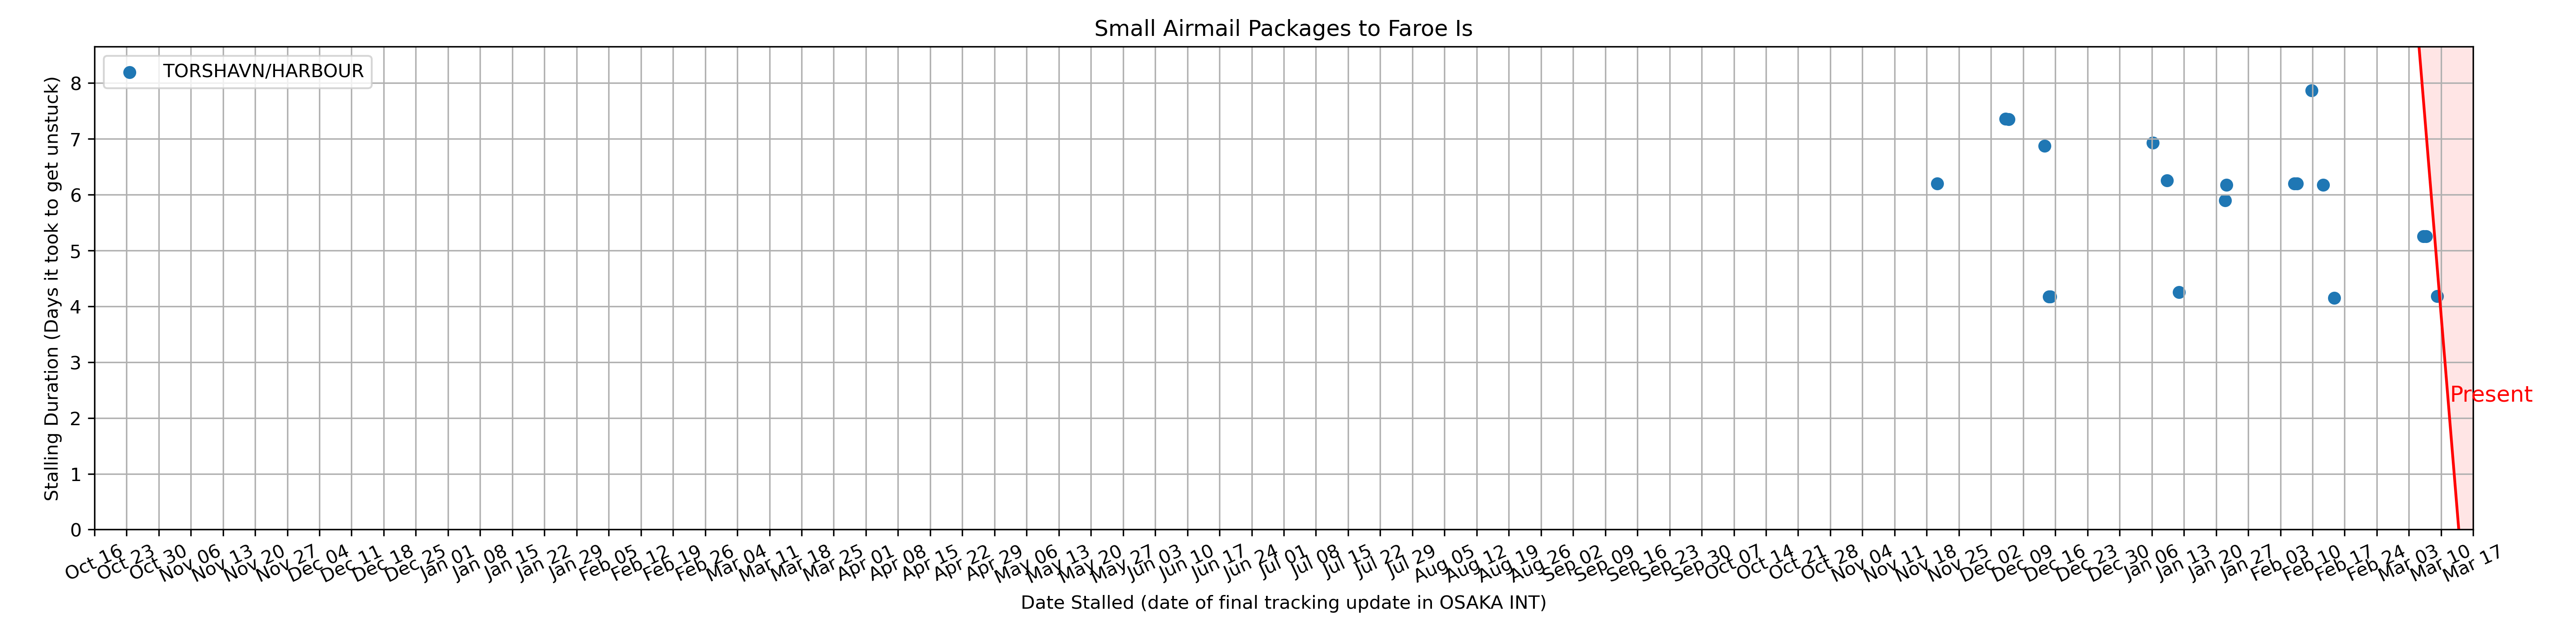 Small Airmail Packages to Faroe Is
TORSHAVN/HARBOUR
Stalling Duration (Days it took to get unstuck)
8
7
6
5
4
3
2
1
0
Present
Oct 16
Oct 23
Oct 30
Nov 06
Nov 13
Nov 20
Nov 27
Dec 04
Dec 11
Dec 18
Dec 25
Jan 01
Jan 08
Jan 15
Jan 22
Jan 29
Feb 05
Feb 12
Feb 19
Feb 26
Mar 04
Mar 11
Mar 18
Mar 25
Apr 01
Apr 08
Apr 15
Apr 22
Apr 29
May 06
May 13
May 20
May 27
Jun 03
Jun 10
Jun 17
Jun 24
Jul 01
Jul 08
Jul 15
Jul 22
Jul 29
Aug 05
Aug 12
Aug 19
Aug 26
Sep 02
Sep 09
Sep 16
Sep 23
Sep 30
Oct 07
Oct 14
Oct 21
Oct 28
Nov 04
Nov 11
Nov 18
Nov 25
Dec 02
Dec 09
Dec 16
Dec 23
Dec 30
Jan 06
Jan 13
Jan 20
Jan 27
Feb 03
Feb 10
Feb 17
Feb 24
Mar 03
Mar 10
Mar 17
Date Stalled (date of final tracking update in OSAKA INT)